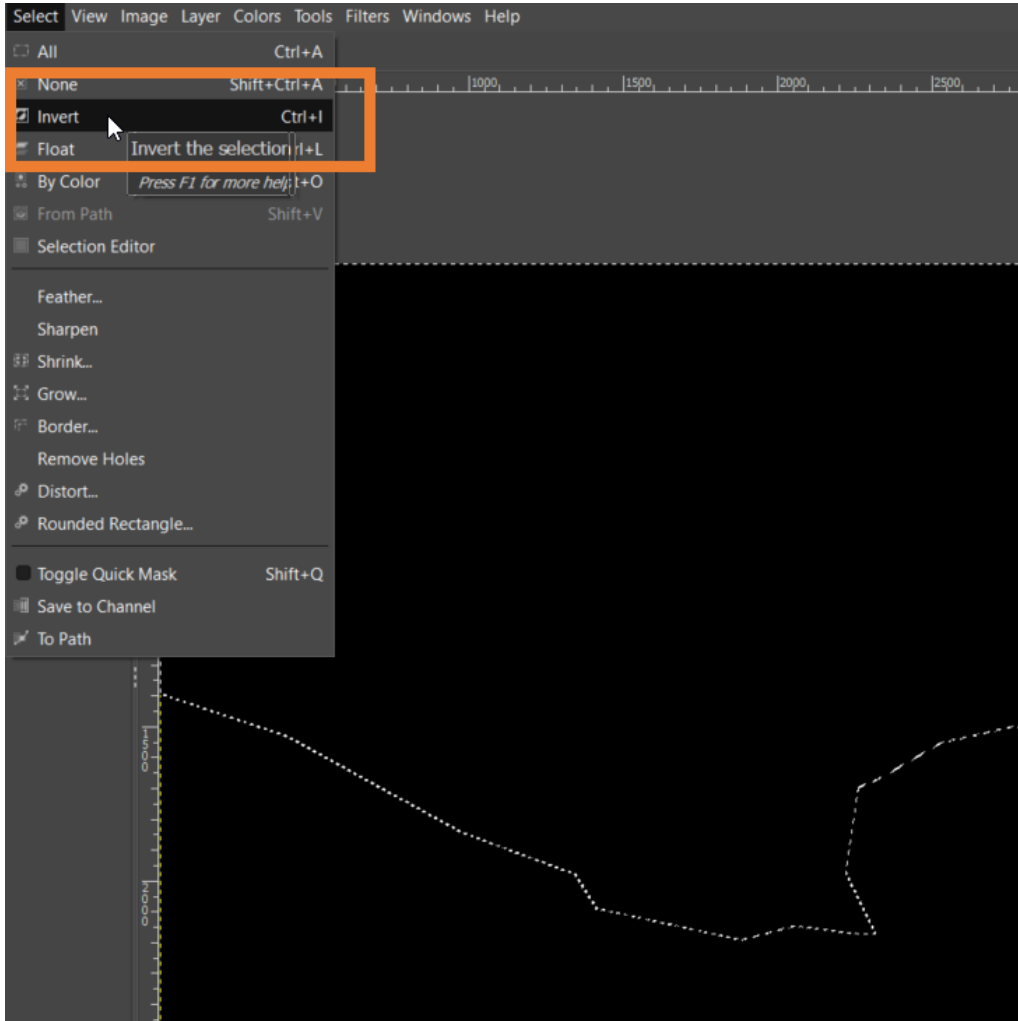 Select View Image Layer Colors Tools Filters Windows Help
All Ctrl+A
None Shift+Ctrl+A
1000 1500 2000 2500
Invert Ctrl+I
Float Invert the selection rl+L
By Color Press F1 for more help t+O
From Path Shift+V
Selection Editor
Feather...
Sharpen
Shrink...
Grow...
Border...
Remove Holes
Distort...
Rounded Rectangle...
Toggle Quick Mask Shift+Q
Save to Channel
To Path
1500
2000